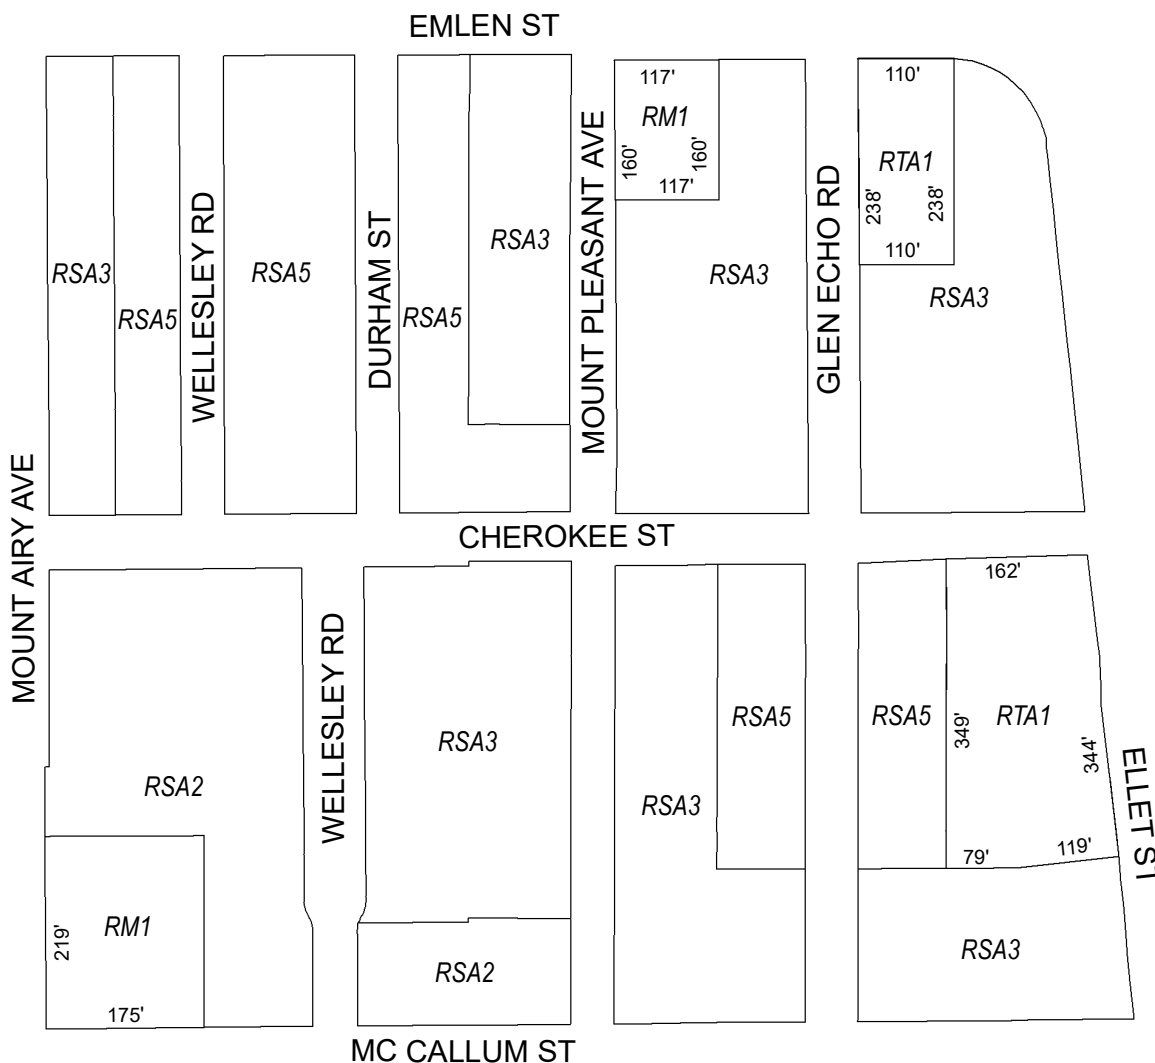 EMLEN ST
117'
RM1
160'
160'
117'
110'
RTA1
238'
238'
110'
RSA3
RSA5
WELLESLEY RD
RSA5
DURHAM ST
RSA5
RSA3
MOUNT PLEASANT AVE
RSA3
GLEN ECHO RD
RSA3
CHEROKEE ST
MOUNT AIRY AVE
WELLESLEY RD
RSA2
RM1
219'
175'
RSA3
RSA2
RSA3
RSA5
RSA5
162'
RTA1
349'
344'
79'
119'
ELLET ST
RSA3
MC CALLUM ST